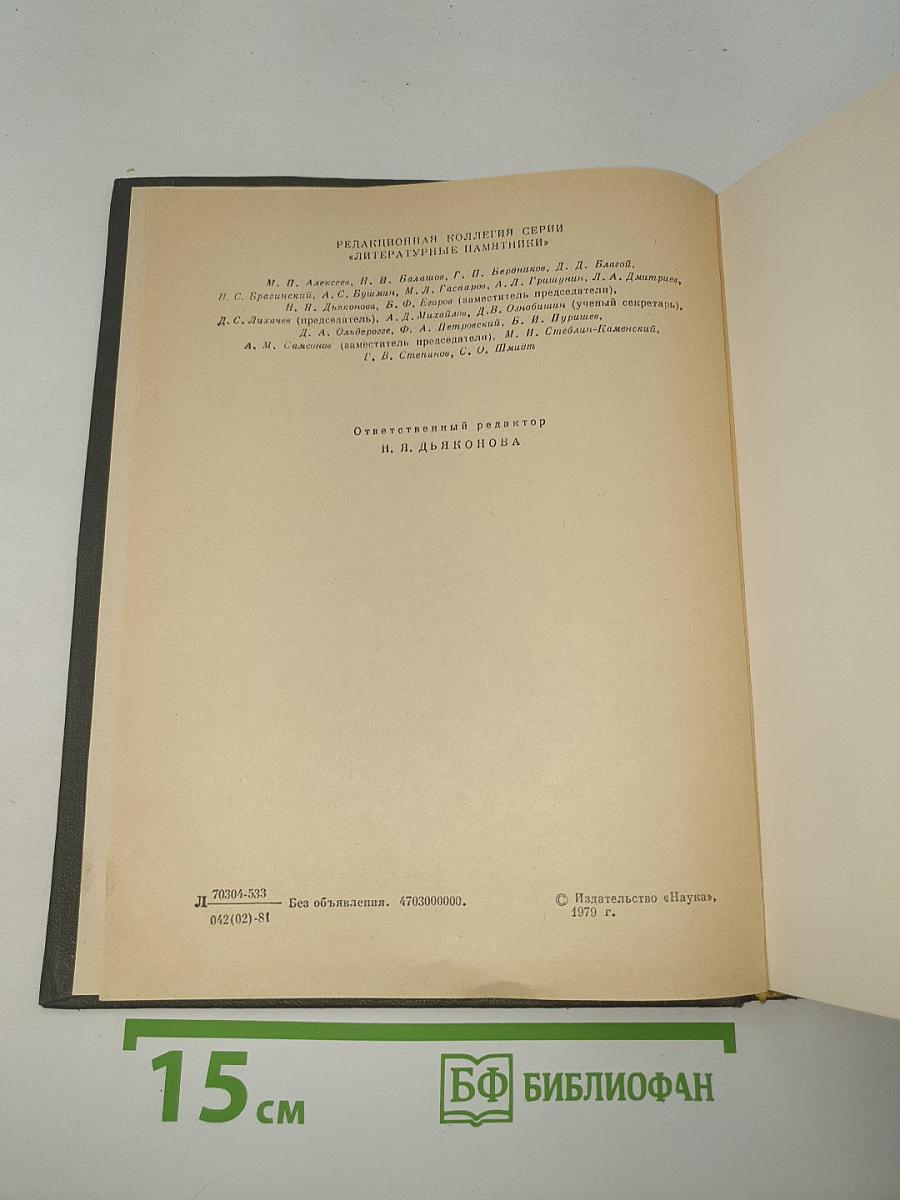 РЕДАКЦИОННАЯ КОЛЛЕГИЯ СЕРИИ
«ЛИТЕРАТУРНЫЕ ПАМЯТНИКИ»
М. П. Алексеев, Н. И. Балашов, Г. П. Бердников, Д. Д. Благой,
И. С. Брагинский, А. С. Бушмин, М. Л. Гаспаров, А. Л. Гришунин, Л. А. Дмитриев,
Н. Я. Дьяконова, Б. Ф. Егоров (заместитель председателя),
Д. С. Лихачев (председатель), А. Д. Михайлов, Д. В. Ознобишин (ученый секретарь),
Д. А. Ольдерогге, Ф. А. Петровский, Б. И. Пуришев,
А. М. Самсонов (заместитель председателя), М. И. Стеблин-Каменский,
Г. В. Степанов, С. О. Шмидт
Ответственный редактор
Н. Я. ДЬЯКОНОВА
Л 70304-533
042(02)-81
Без объявления. 4703000000.
© Издательство «Наука»,
1979 г.
15 см
БФ БИБЛИОФАН